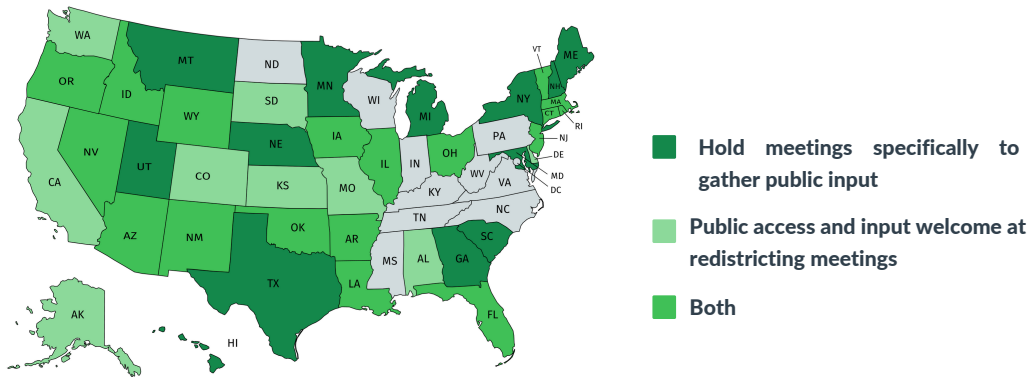 WA
MT
ND
MN
ME
VT
OR
ID
SD
WI
NH
NY
MA
WY
MI
CT
RI
IA
NE
PA
NJ
NV
UT
IL
IN
OH
DE
CO
WV
MD
CA
KS
MO
KY
VA
DC
TN
NC
AZ
NM
OK
AR
SC
MS
AL
GA
TX
LA
AK
FL
HI
Hold meetings specifically to
gather public input
Public access and input welcome at
redistricting meetings
Both